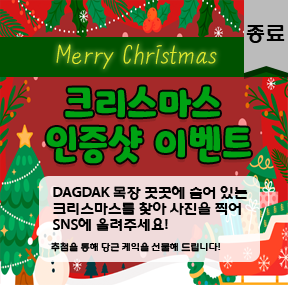 Merry Christmas
종료
크리스마스
인증샷 이벤트
DAGDAK 목장 곳곳에 숨어 있는
크리스마스를 찾아 사진을 찍어
SNS에 올려주세요!
추첨을 통해 당근 케익을 선물해 드립니다!